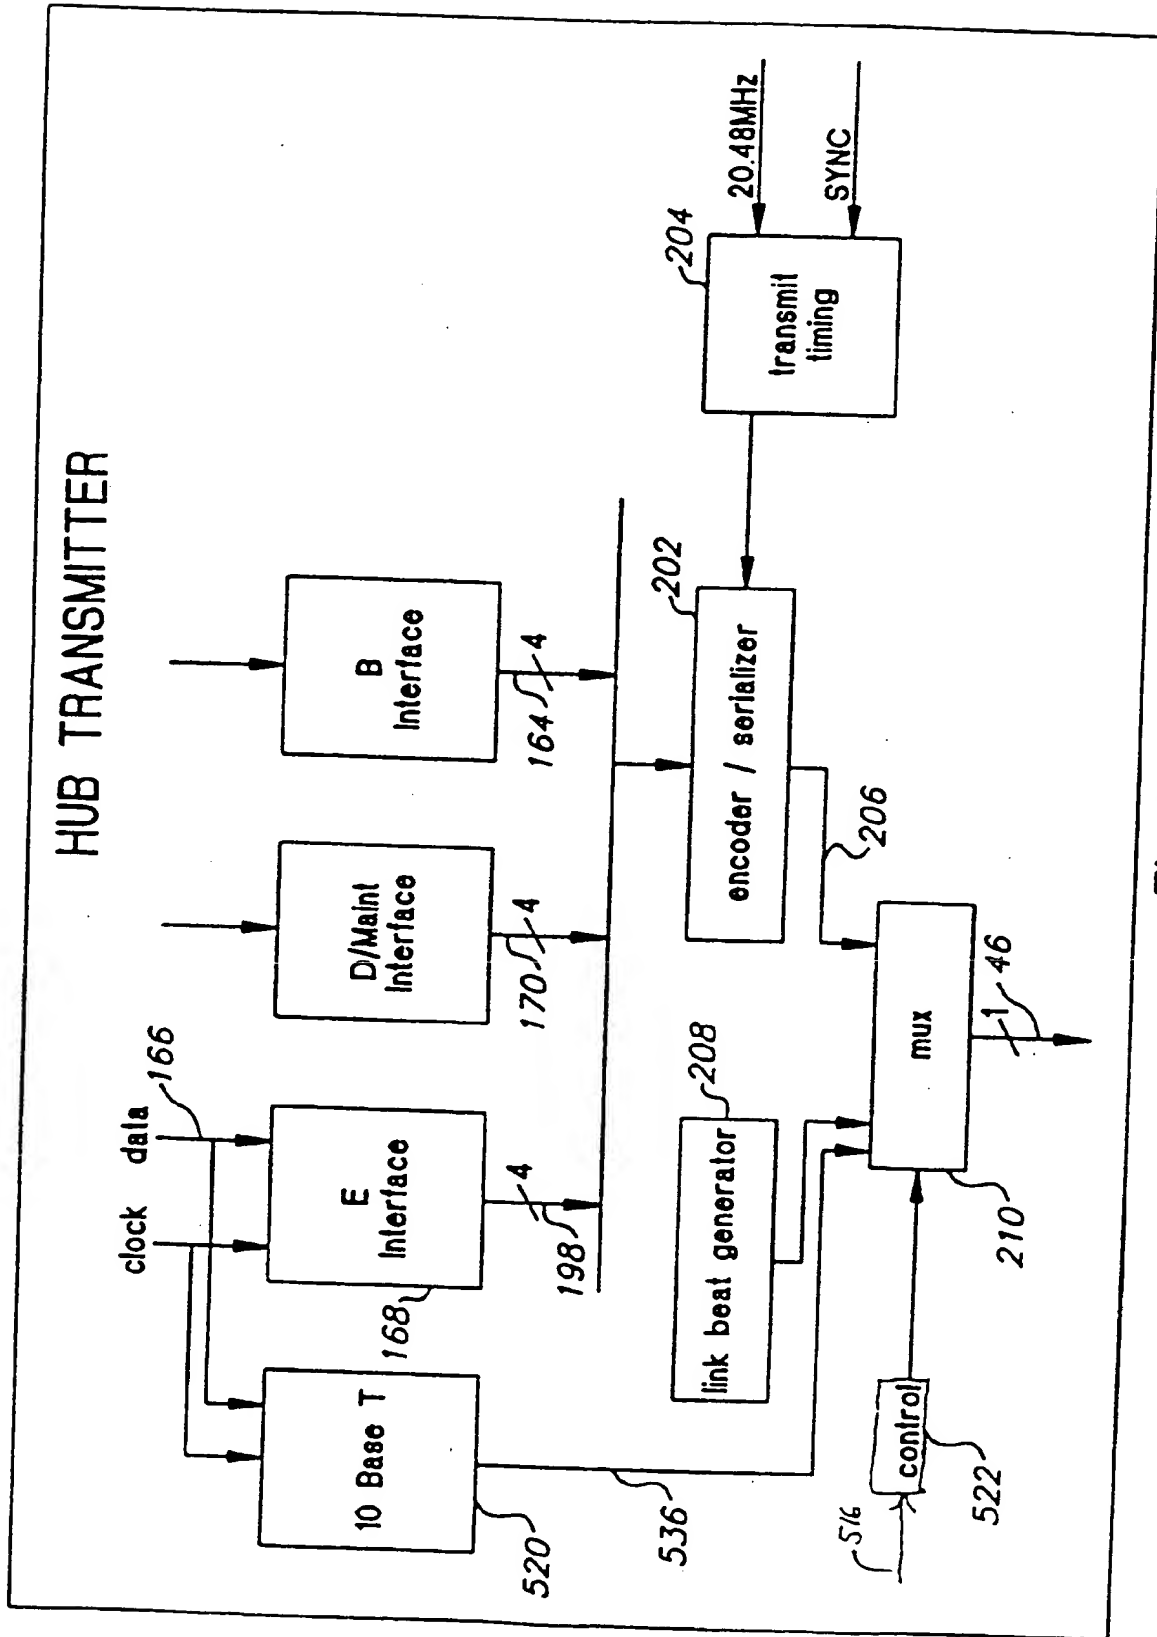 HUB TRANSMITTER
clock
data
166
10 Base T
520
E
Interface
168
4
198
D/Maint
Interface
4
170
B
Interface
4
164
536
link beat generator
208
encoder / serializer
202
206
transmit
timing
204
20.48MHz
SYNC
516
control
522
mux
210
1
46